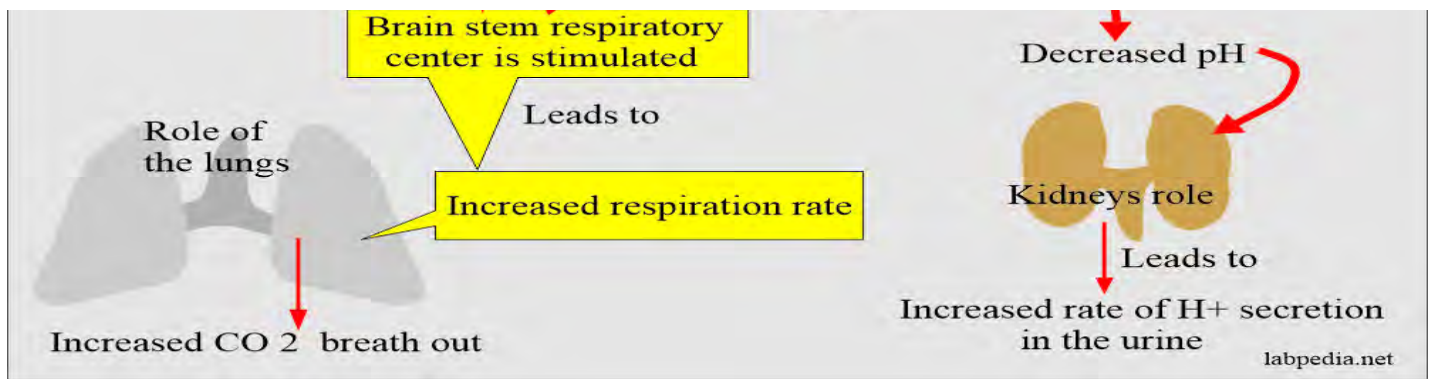 Brain stem respiratory
center is stimulated
Leads to
Role of
the lungs
Increased respiration rate
Increased CO 2 breath out
Decreased pH
Kidneys role
Leads to
Increased rate of H+ secretion
in the urine
labpedia.net